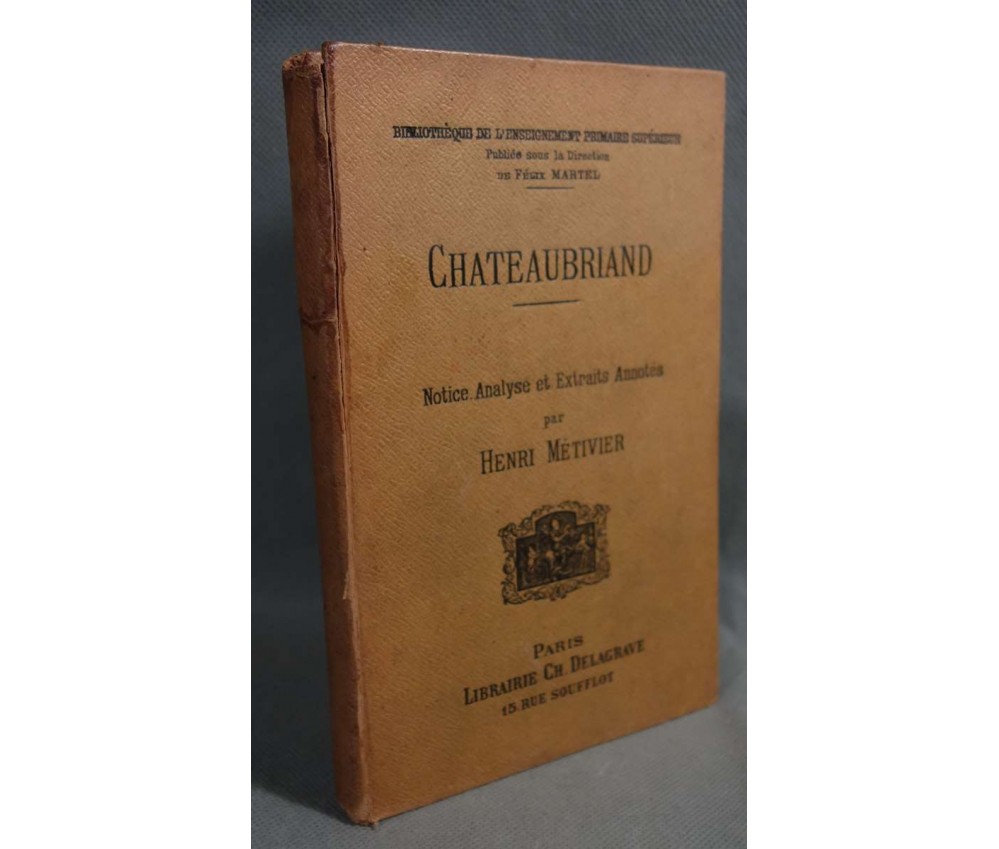 BIBLIOTHÈQUE DE L'ENSEIGNEMENT PRIMAIRE SUPÉRIEUR
Publiée sous la Direction
DE FÉLIX MARTEL
CHATEAUBRIAND
Notice. Analyse et Extraits Annotés
par
HENRI MÉTIVIER
PARIS
LIBRAIRIE CH. DELAGRAVE
15, RUE SOUFFLOT